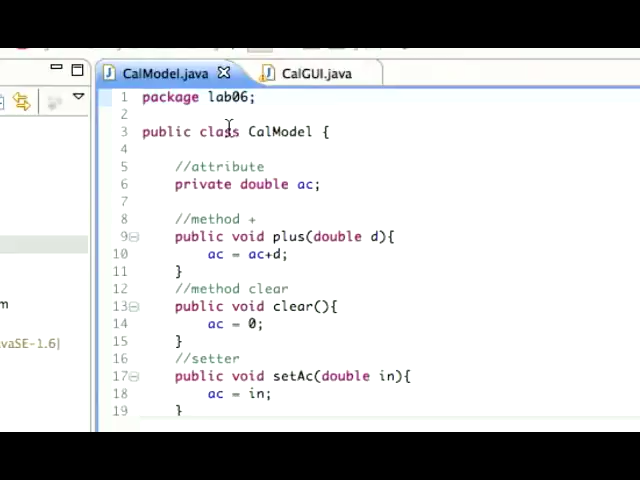 CalModel.java
CalGUI.java
1 package lab06;
2
3 public class CalModel {
4
5 //attribute
6 private double ac;
7
8 //method +
9 public void plus(double d){
10 ac = ac+d;
11 }
12 //method clear
13 public void clear(){
14 ac = 0;
15 }
16 //setter
17 public void setAc(double in){
18 ac = in;
19 }
m
vaSE-1.6]